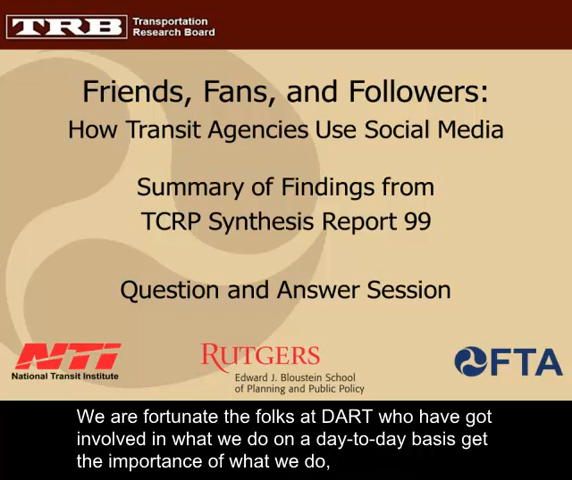 TRB Transportation
Research Board
Friends, Fans, and Followers:
How Transit Agencies Use Social Media
Summary of Findings from
TCRP Synthesis Report 99
Question and Answer Session
NTI
National Transit Institute
RUTGERS
Edward J. Bloustein School
of Planning and Public Policy
FTA
We are fortunate the folks at DART who have got
involved in what we do on a day-to-day basis get
the importance of what we do,